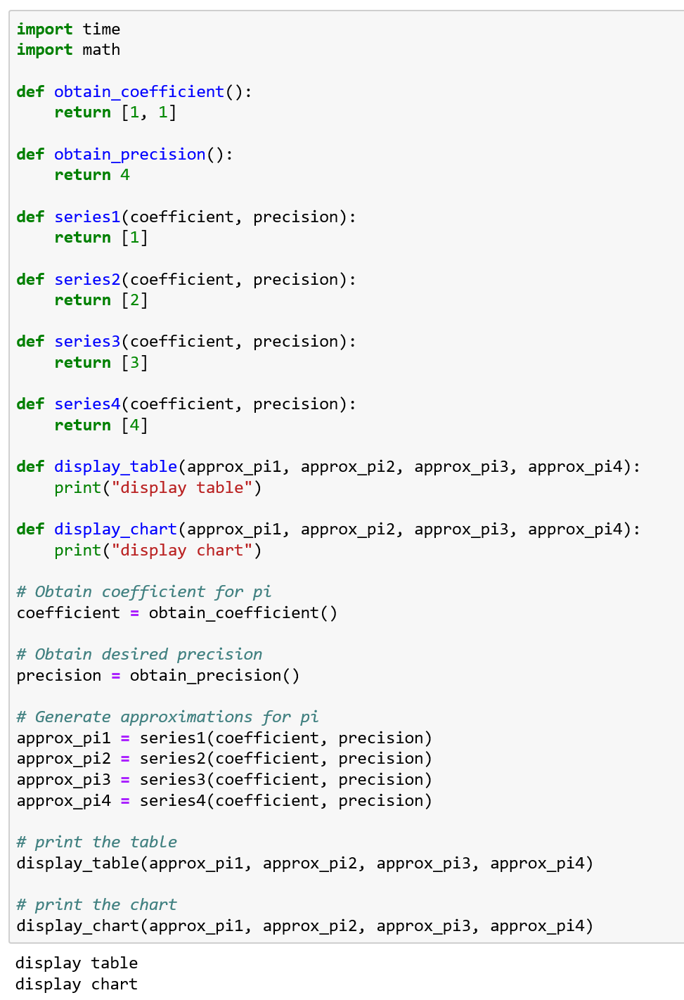 import time
import math
def obtain_coefficient():
    return [1, 1]
def obtain_precision():
    return 4
def series1(coefficient, precision):
    return [1]
def series2(coefficient, precision):
    return [2]
def series3(coefficient, precision):
    return [3]
def series4(coefficient, precision):
    return [4]
def display_table(approx_pi1, approx_pi2, approx_pi3, approx_pi4):
    print("display table")
def display_chart(approx_pi1, approx_pi2, approx_pi3, approx_pi4):
    print("display chart")
# Obtain coefficient for pi
coefficient = obtain_coefficient()
# Obtain desired precision
precision = obtain_precision()
# Generate approximations for pi
approx_pi1 = series1(coefficient, precision)
approx_pi2 = series2(coefficient, precision)
approx_pi3 = series3(coefficient, precision)
approx_pi4 = series4(coefficient, precision)
# print the table
display_table(approx_pi1, approx_pi2, approx_pi3, approx_pi4)
# print the chart
display_chart(approx_pi1, approx_pi2, approx_pi3, approx_pi4)
display table
display chart